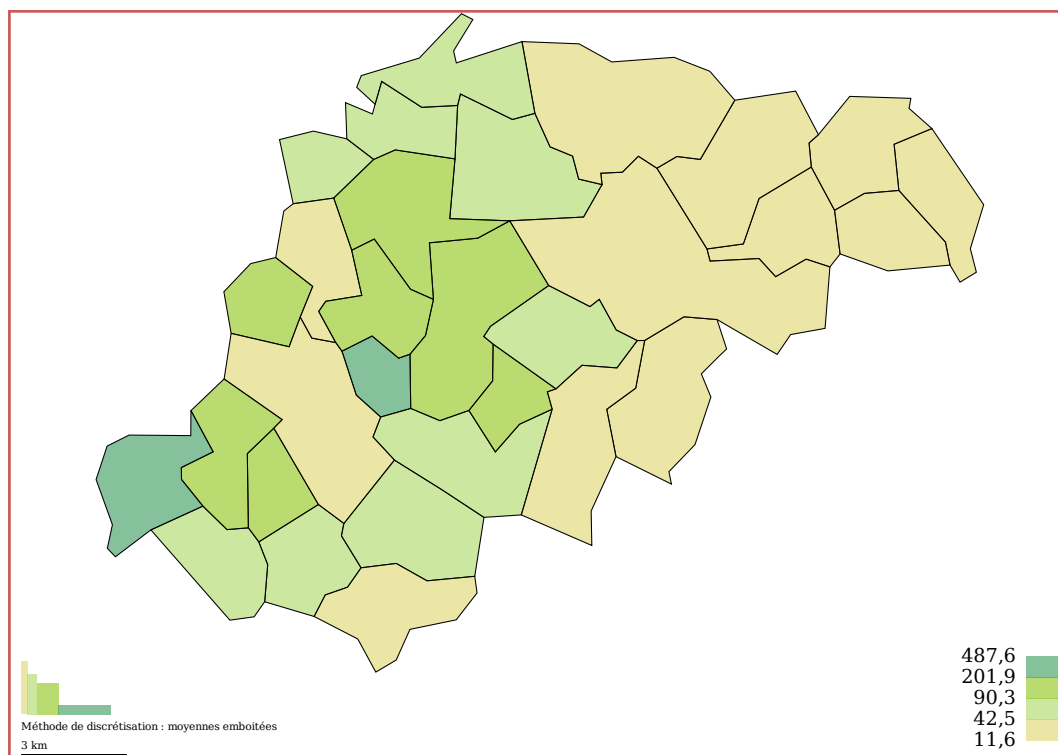 487,6
201,9
90,3
42,5
11,6
Méthode de discrétisation : moyennes emboitées
3 km